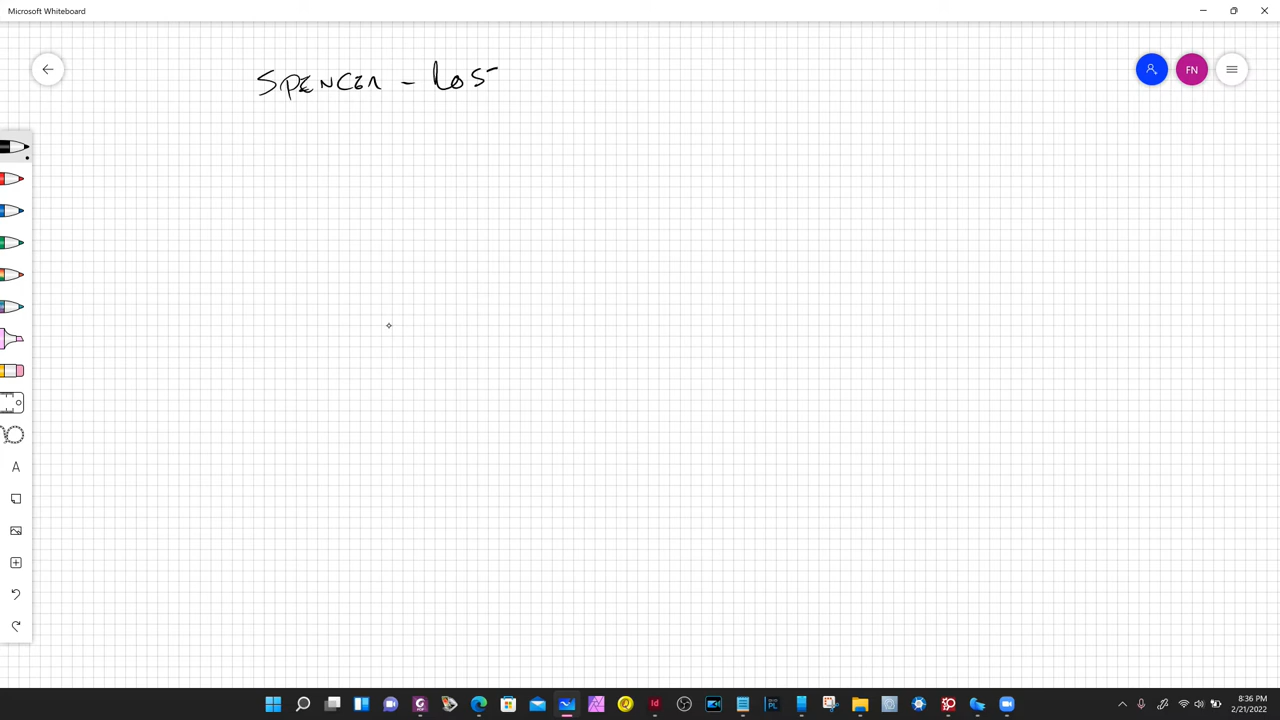 Microsoft Whiteboard
SPENCER - LOS
FN
A
8:36 PM
2/21/2022